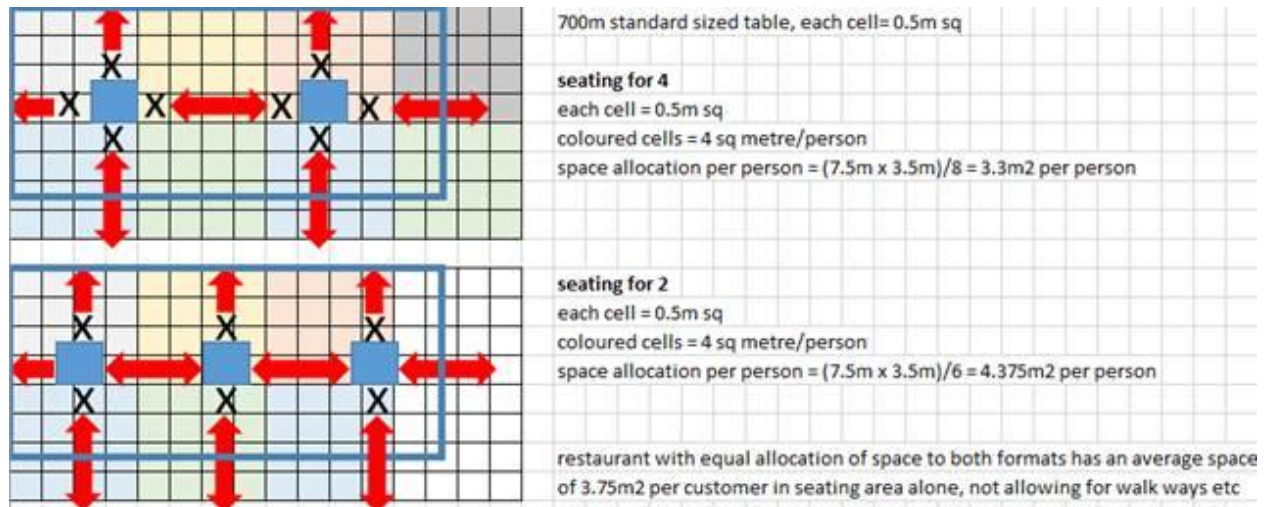 700m standard sized table, each cell= 0.5m sq
seating for 4
each cell = 0.5m sq
coloured cells = 4 sq metre/person
space allocation per person = (7.5m x 3.5m)/8 = 3.3m2 per person
X X
X X X X
X X
seating for 2
each cell = 0.5m sq
coloured cells = 4 sq metre/person
space allocation per person = (7.5m x 3.5m)/6 = 4.375m2 per person
X X X
X X X
restaurant with equal allocation of space to both formats has an average space
of 3.75m2 per customer in seating area alone, not allowing for walk ways etc